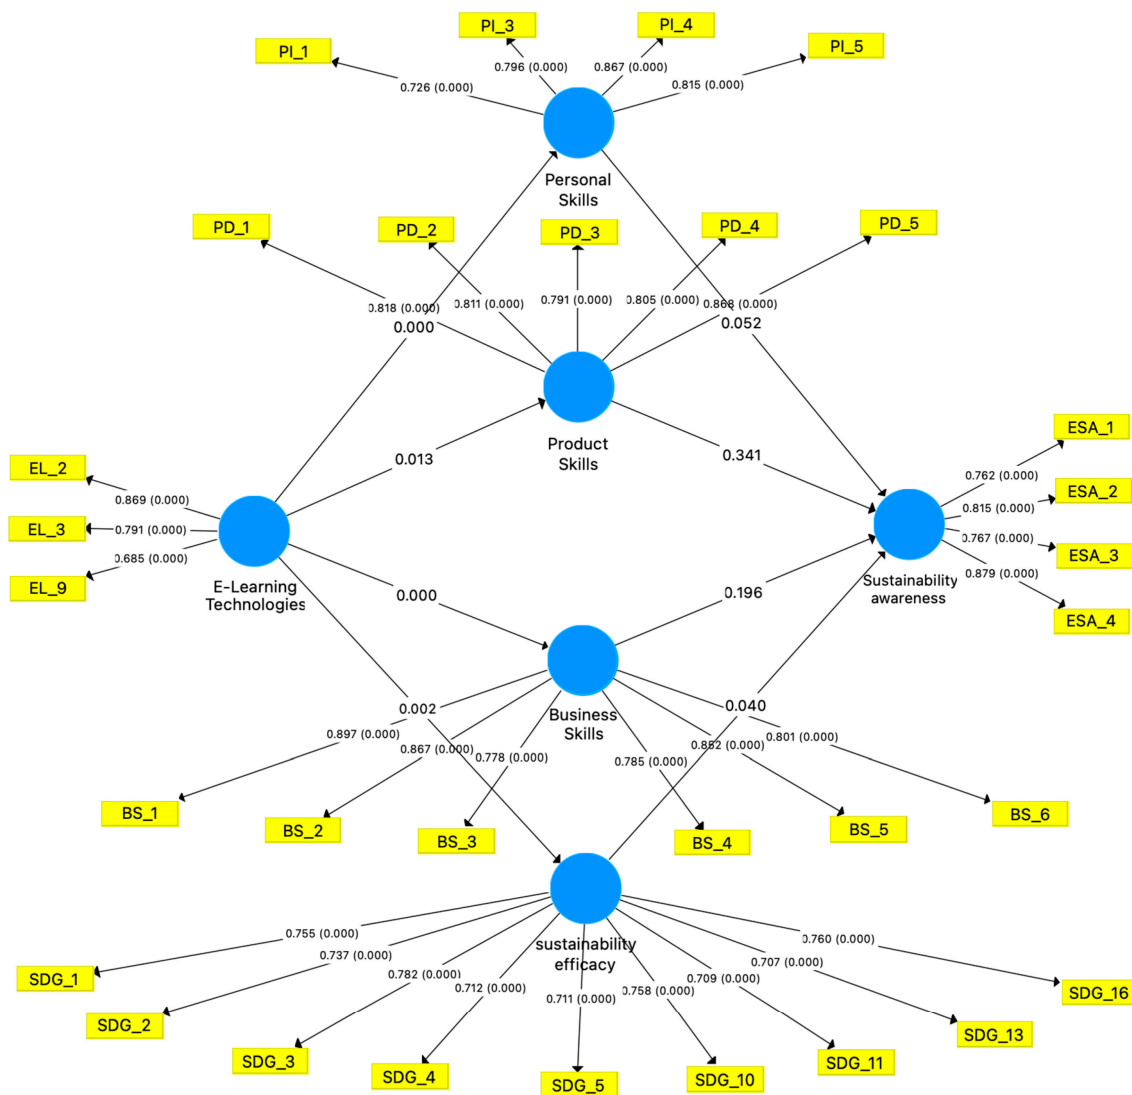 PI_3
PI_4
PI_1
PI_5
0.796 (0.000)
0.867 (0.000)
0.726 (0.000)
0.815 (0.000)
Personal
Skills
PD_1
PD_2
PD_3
PD_4
PD_5
0.818 (0.000)
0.811 (0.000)
0.791 (0.000)
0.805 (0.000)
0.868 (0.000)
0.000
0.052
Product
Skills
0.013
0.341
EL_2
EL_3
EL_9
0.869 (0.000)
0.791 (0.000)
0.685 (0.000)
E-Learning
Technologies
ESA_1
ESA_2
ESA_3
ESA_4
0.762 (0.000)
0.815 (0.000)
0.767 (0.000)
0.879 (0.000)
Sustainability
awareness
0.000
0.196
0.002
0.040
Business
Skills
0.897 (0.000)
0.867 (0.000)
0.778 (0.000)
0.785 (0.000)
0.852 (0.000)
0.801 (0.000)
BS_1
BS_2
BS_3
BS_4
BS_5
BS_6
sustainability
efficacy
0.755 (0.000)
0.737 (0.000)
0.782 (0.000)
0.712 (0.000)
0.711 (0.000)
0.758 (0.000)
0.709 (0.000)
0.707 (0.000)
0.760 (0.000)
SDG_1
SDG_2
SDG_3
SDG_4
SDG_5
SDG_10
SDG_11
SDG_13
SDG_16